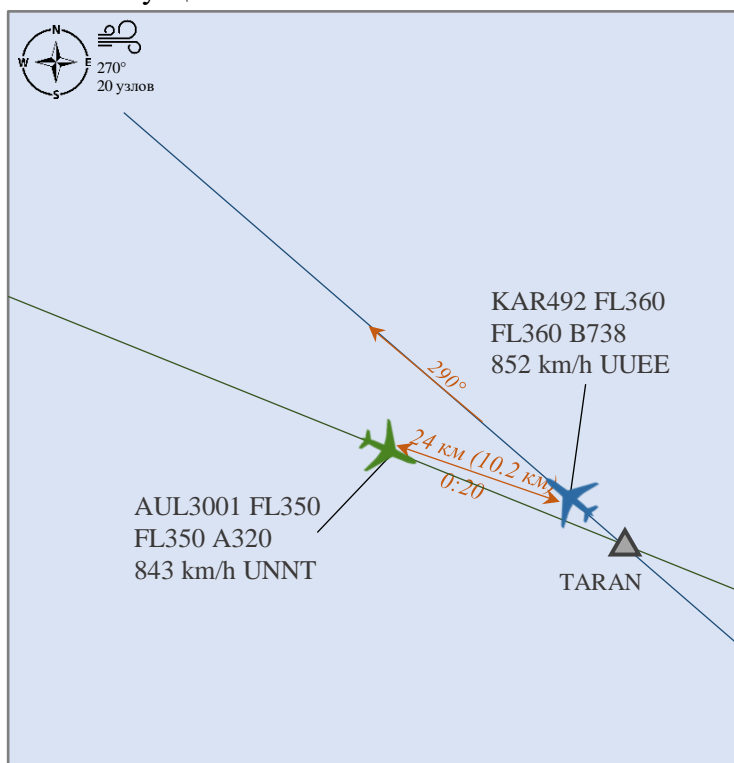 N
W
E
S
270°
20 узлов
KAR492 FL360
FL360 B738
852 km/h UUEE
290°
24 км (10.2 км
0:20
AUL3001 FL350
FL350 A320
843 km/h UNNT
TARAN